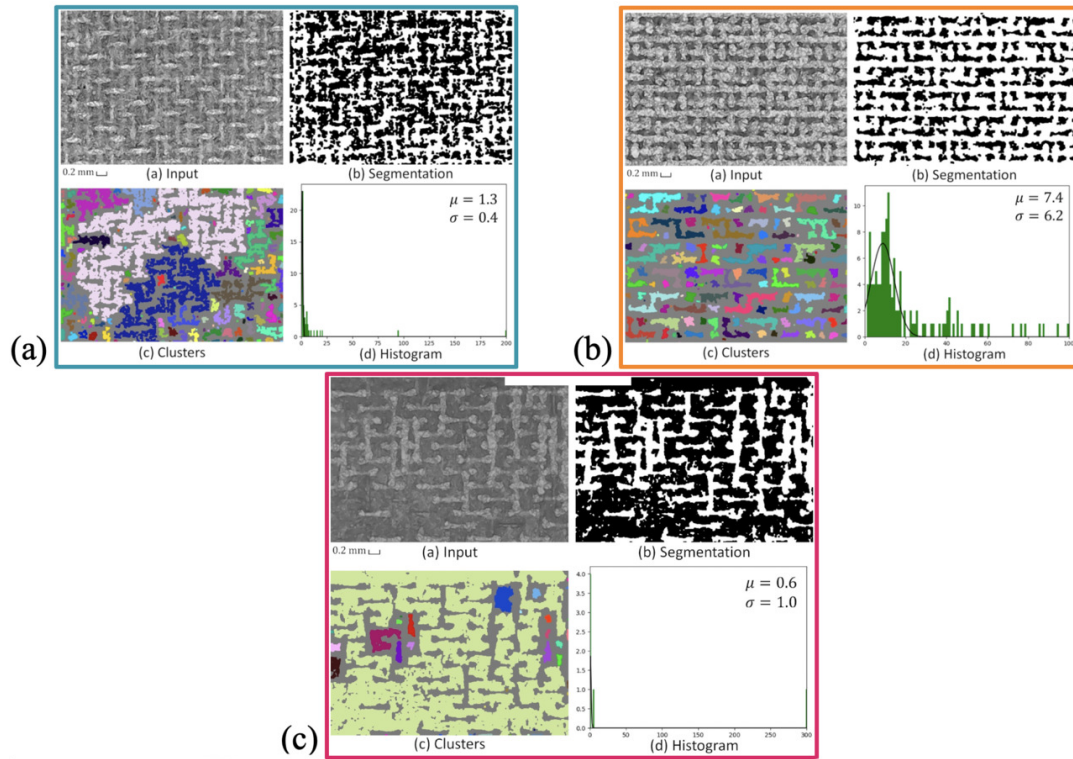 (a) Input
(b) Segmentation
0.2 mm
μ = 1.3
σ = 0.4
20
15
10
5
0
0 25 50 75 100 125 150 175 200
(c) Clusters
(d) Histogram
(a)
(a) Input
(b) Segmentation
0.2 mm
μ = 7.4
σ = 6.2
10
8
6
4
2
0
0 20 40 60 80 100
(c) Clusters
(d) Histogram
(b)
0.2 mm
(a) Input
(b) Segmentation
μ = 0.6
σ = 1.0
4.0
3.5
3.0
2.5
2.0
1.5
1.0
0.5
0.0
0 50 100 150 200 250 300
(c) Clusters
(d) Histogram
(c)